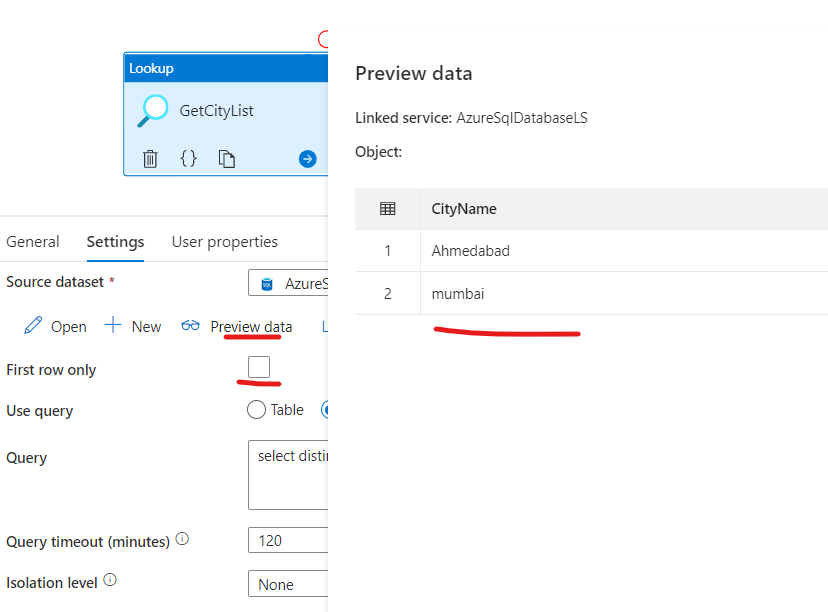 Lookup
GetCityList
{ }
General Settings User properties
Source dataset *
AzureS
Open New Preview data L
First row only
Use query Table
Query select distin
Query timeout (minutes) 120
Isolation level None
Preview data
Linked service: AzureSqlDatabaseLS
Object:
CityName
1 Ahmedabad
2 mumbai